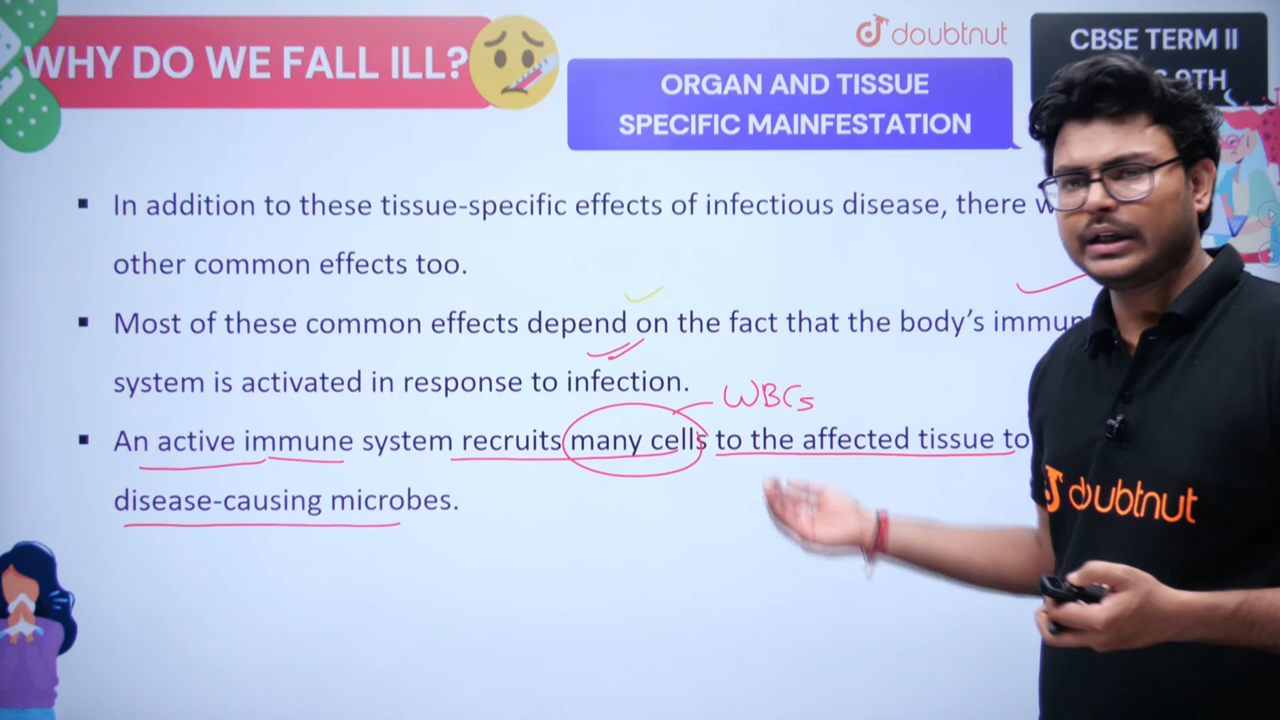 WHY DO WE FALL ILL?
doubtnut
CBSE TERM II
9TH
ORGAN AND TISSUE
SPECIFIC MAINFESTATION
In addition to these tissue-specific effects of infectious disease, there
other common effects too.
Most of these common effects depend on the fact that the body's immun
system is activated in response to infection.
WBCs
An active immune system recruits many cells to the affected tissue to
disease-causing microbes.
doubtnut